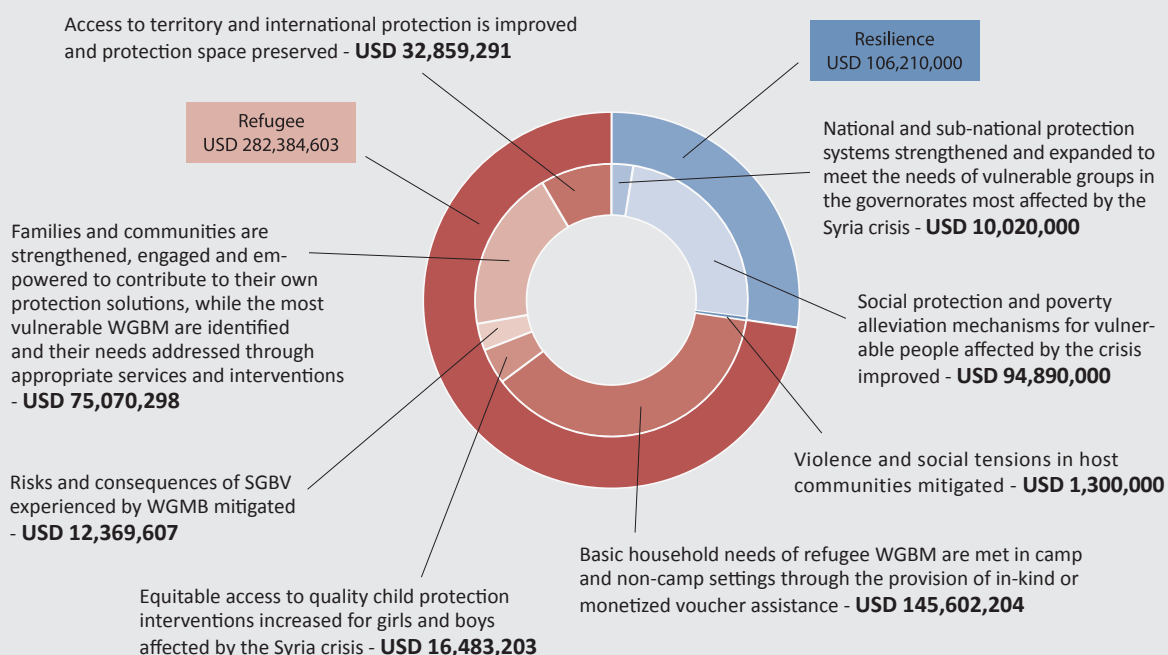 Access to territory and international protection is improved
and protection space preserved - USD 32,859,291
Resilience
USD 106,210,000
Refugee
USD 282,384,603
National and sub-national protection
systems strengthened and expanded to
meet the needs of vulnerable groups in
the governorates most affected by the
Syria crisis - USD 10,020,000
Families and communities are
strengthened, engaged and em-
powered to contribute to their own
protection solutions, while the most
vulnerable WGBM are identified
and their needs addressed through
appropriate services and interventions
- USD 75,070,298
Social protection and poverty
alleviation mechanisms for vulner-
able people affected by the crisis
improved - USD 94,890,000
Violence and social tensions in host
communities mitigated - USD 1,300,000
Risks and consequences of SGBV
experienced by WGMB mitigated
- USD 12,369,607
Basic household needs of refugee WGBM are met in camp
and non-camp settings through the provision of in-kind or
monetized voucher assistance - USD 145,602,204
Equitable access to quality child protection
interventions increased for girls and boys
affected by the Syria crisis - USD 16,483,203